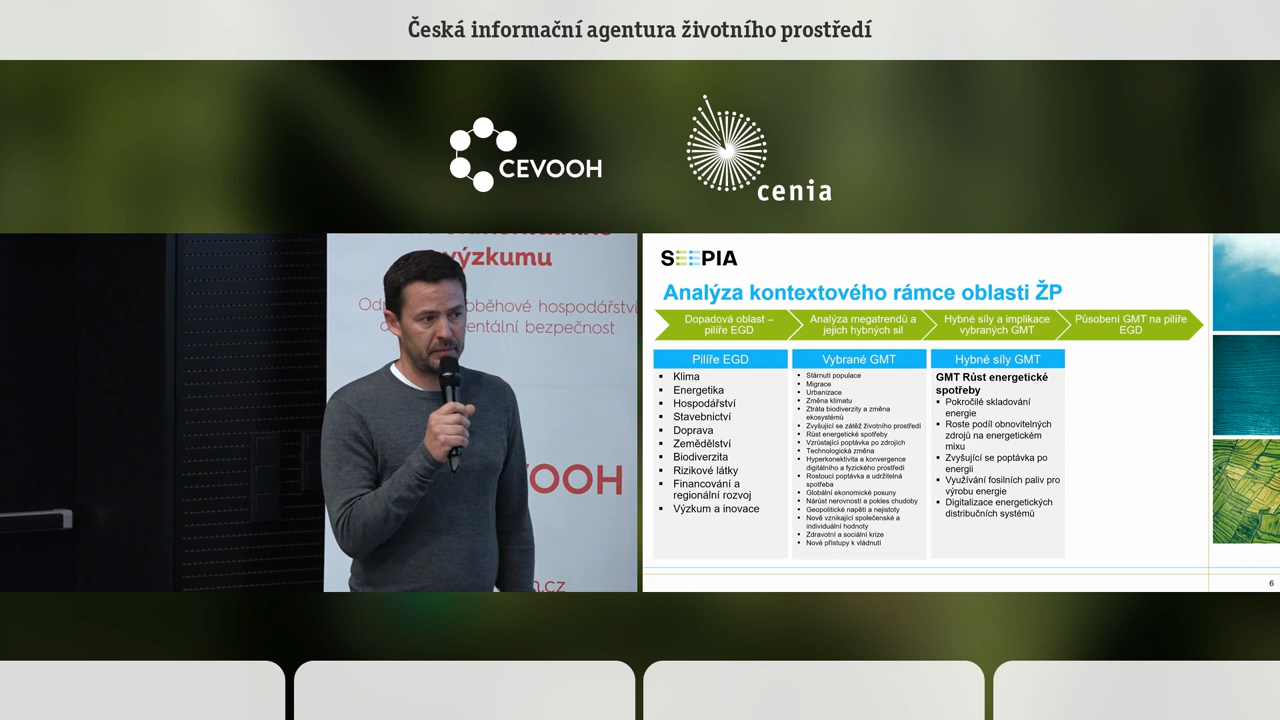 Česká informační agentura životního prostředí
CEVOOH
cenia
výzkumu
oběhové hospodářství
bezpečnost
VOOH
.cz
SEEPIA
Analýza kontextového rámce oblasti ŽP
Dopadová oblast –
pilíře EGD
Analýza megatrendů a
jejich hybných sil
Hybné síly a implikace
vybraných GMT
Působení GMT na pilíře
EGD
Pilíře EGD
▪ Klima
▪ Energetika
▪ Hospodářství
▪ Stavebnictví
▪ Doprava
▪ Zemědělství
▪ Biodiverzita
▪ Rizikové látky
▪ Financování a
regionální rozvoj
▪ Výzkum a inovace
Vybrané GMT
▪ Stárnutí populace
▪ Migrace
▪ Urbanizace
▪ Změna klimatu
▪ Ztráta biodiverzity a změna
ekosystémů
▪ Zvyšující se zátěž životního prostředí
▪ Růst energetické spotřeby
▪ Vzrůstající poptávka po zdrojích
▪ Technologická změna
▪ Hyperkonektivita a konvergence
digitálního a fyzického prostředí
▪ Rostoucí poptávka a udržitelná
spotřeba
▪ Globální ekonomické posuny
▪ Nárůst nerovností a pokles chudoby
▪ Geopolitické napětí a nejistoty
▪ Nově vznikající společenské a
individuální hodnoty
▪ Zdravotní a sociální krize
▪ Nové přístupy k vládnutí
Hybné síly GMT
GMT Růst energetické
spotřeby
▪ Pokročilé skladování
energie
▪ Roste podíl obnovitelných
zdrojů na energetickém
mixu
▪ Zvyšující se poptávka po
energii
▪ Využívání fosilních paliv pro
výrobu energie
▪ Digitalizace energetických
distribučních systémů
6